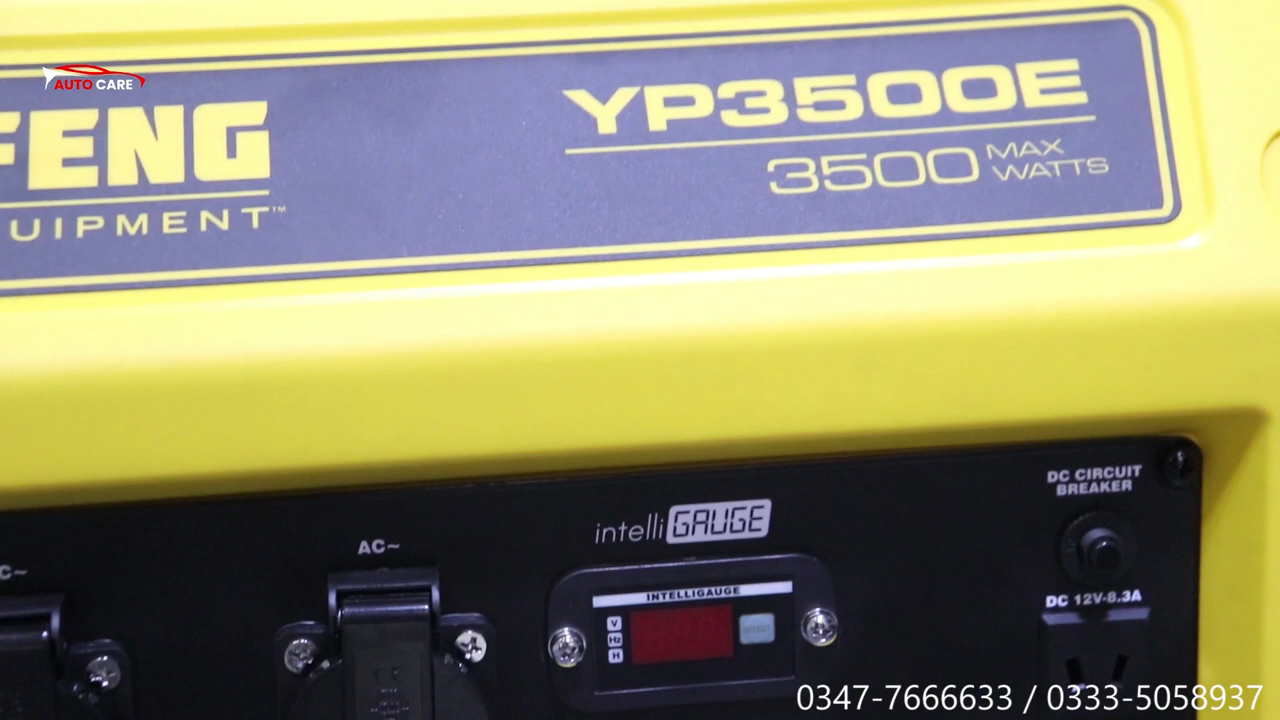 AUTO CARE
FENG
UIPMENT™
YP3500E
3500 MAX WATTS
intelliGAUGE
DC CIRCUIT
BREAKER
AC~
C~
INTELLIGAUGE
V
Hz
H
SELECT
DC 12V-8.3A
0347-7666633 / 0333-5058937